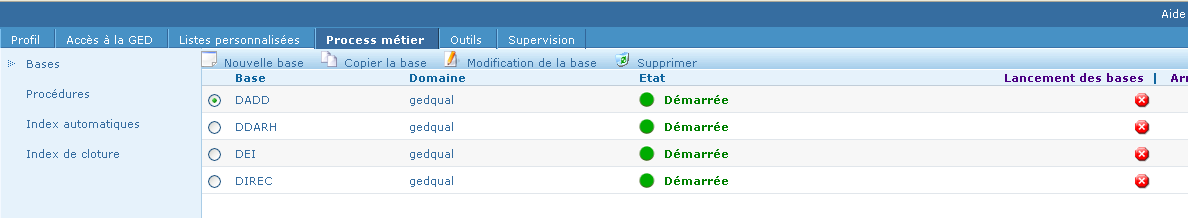 Aide
Profil Accès à la GED Listes personnalisées Process métier Outils Supervision
Bases
Procédures
Index automatiques
Index de cloture
Nouvelle base Copier la base Modification de la base Supprimer
Base Domaine Etat Lancement des bases |
DADD gedqual Démarrée
DDARH gedqual Démarrée
DEI gedqual Démarrée
DIREC gedqual Démarrée